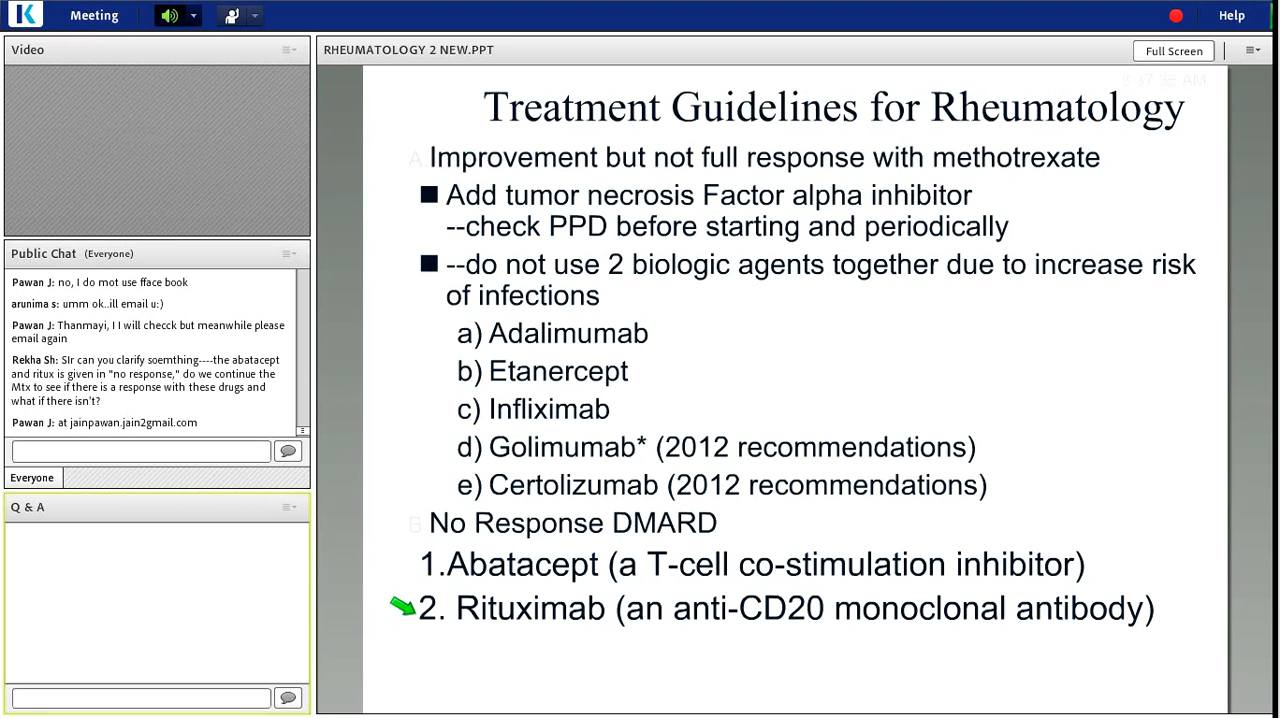 Meeting
Help
Video
Public Chat (Everyone)
Pawan J: no, I do mot use fface book
arunima s: umm ok..ill email u:)
Pawan J: Thanmayi, I I will checck but meanwhile please
email again
Rekha Sh: SIr can you clarify soemthing----the abatacept
and ritux is given in "no response," do we continue the
Mtx to see if there is a response with these drugs and
what if there isn't?
Pawan J: at jainpawan.jain2gmail.com
Everyone
Q & A
RHEUMATOLOGY 2 NEW.PPT
Full Screen
Treatment Guidelines for Rheumatology
A. Improvement but not full response with methotrexate
■ Add tumor necrosis Factor alpha inhibitor
--check PPD before starting and periodically
■ --do not use 2 biologic agents together due to increase risk
of infections
a) Adalimumab
b) Etanercept
c) Infliximab
d) Golimumab* (2012 recommendations)
e) Certolizumab (2012 recommendations)
B. No Response DMARD
1.Abatacept (a T-cell co-stimulation inhibitor)
2. Rituximab (an anti-CD20 monoclonal antibody)